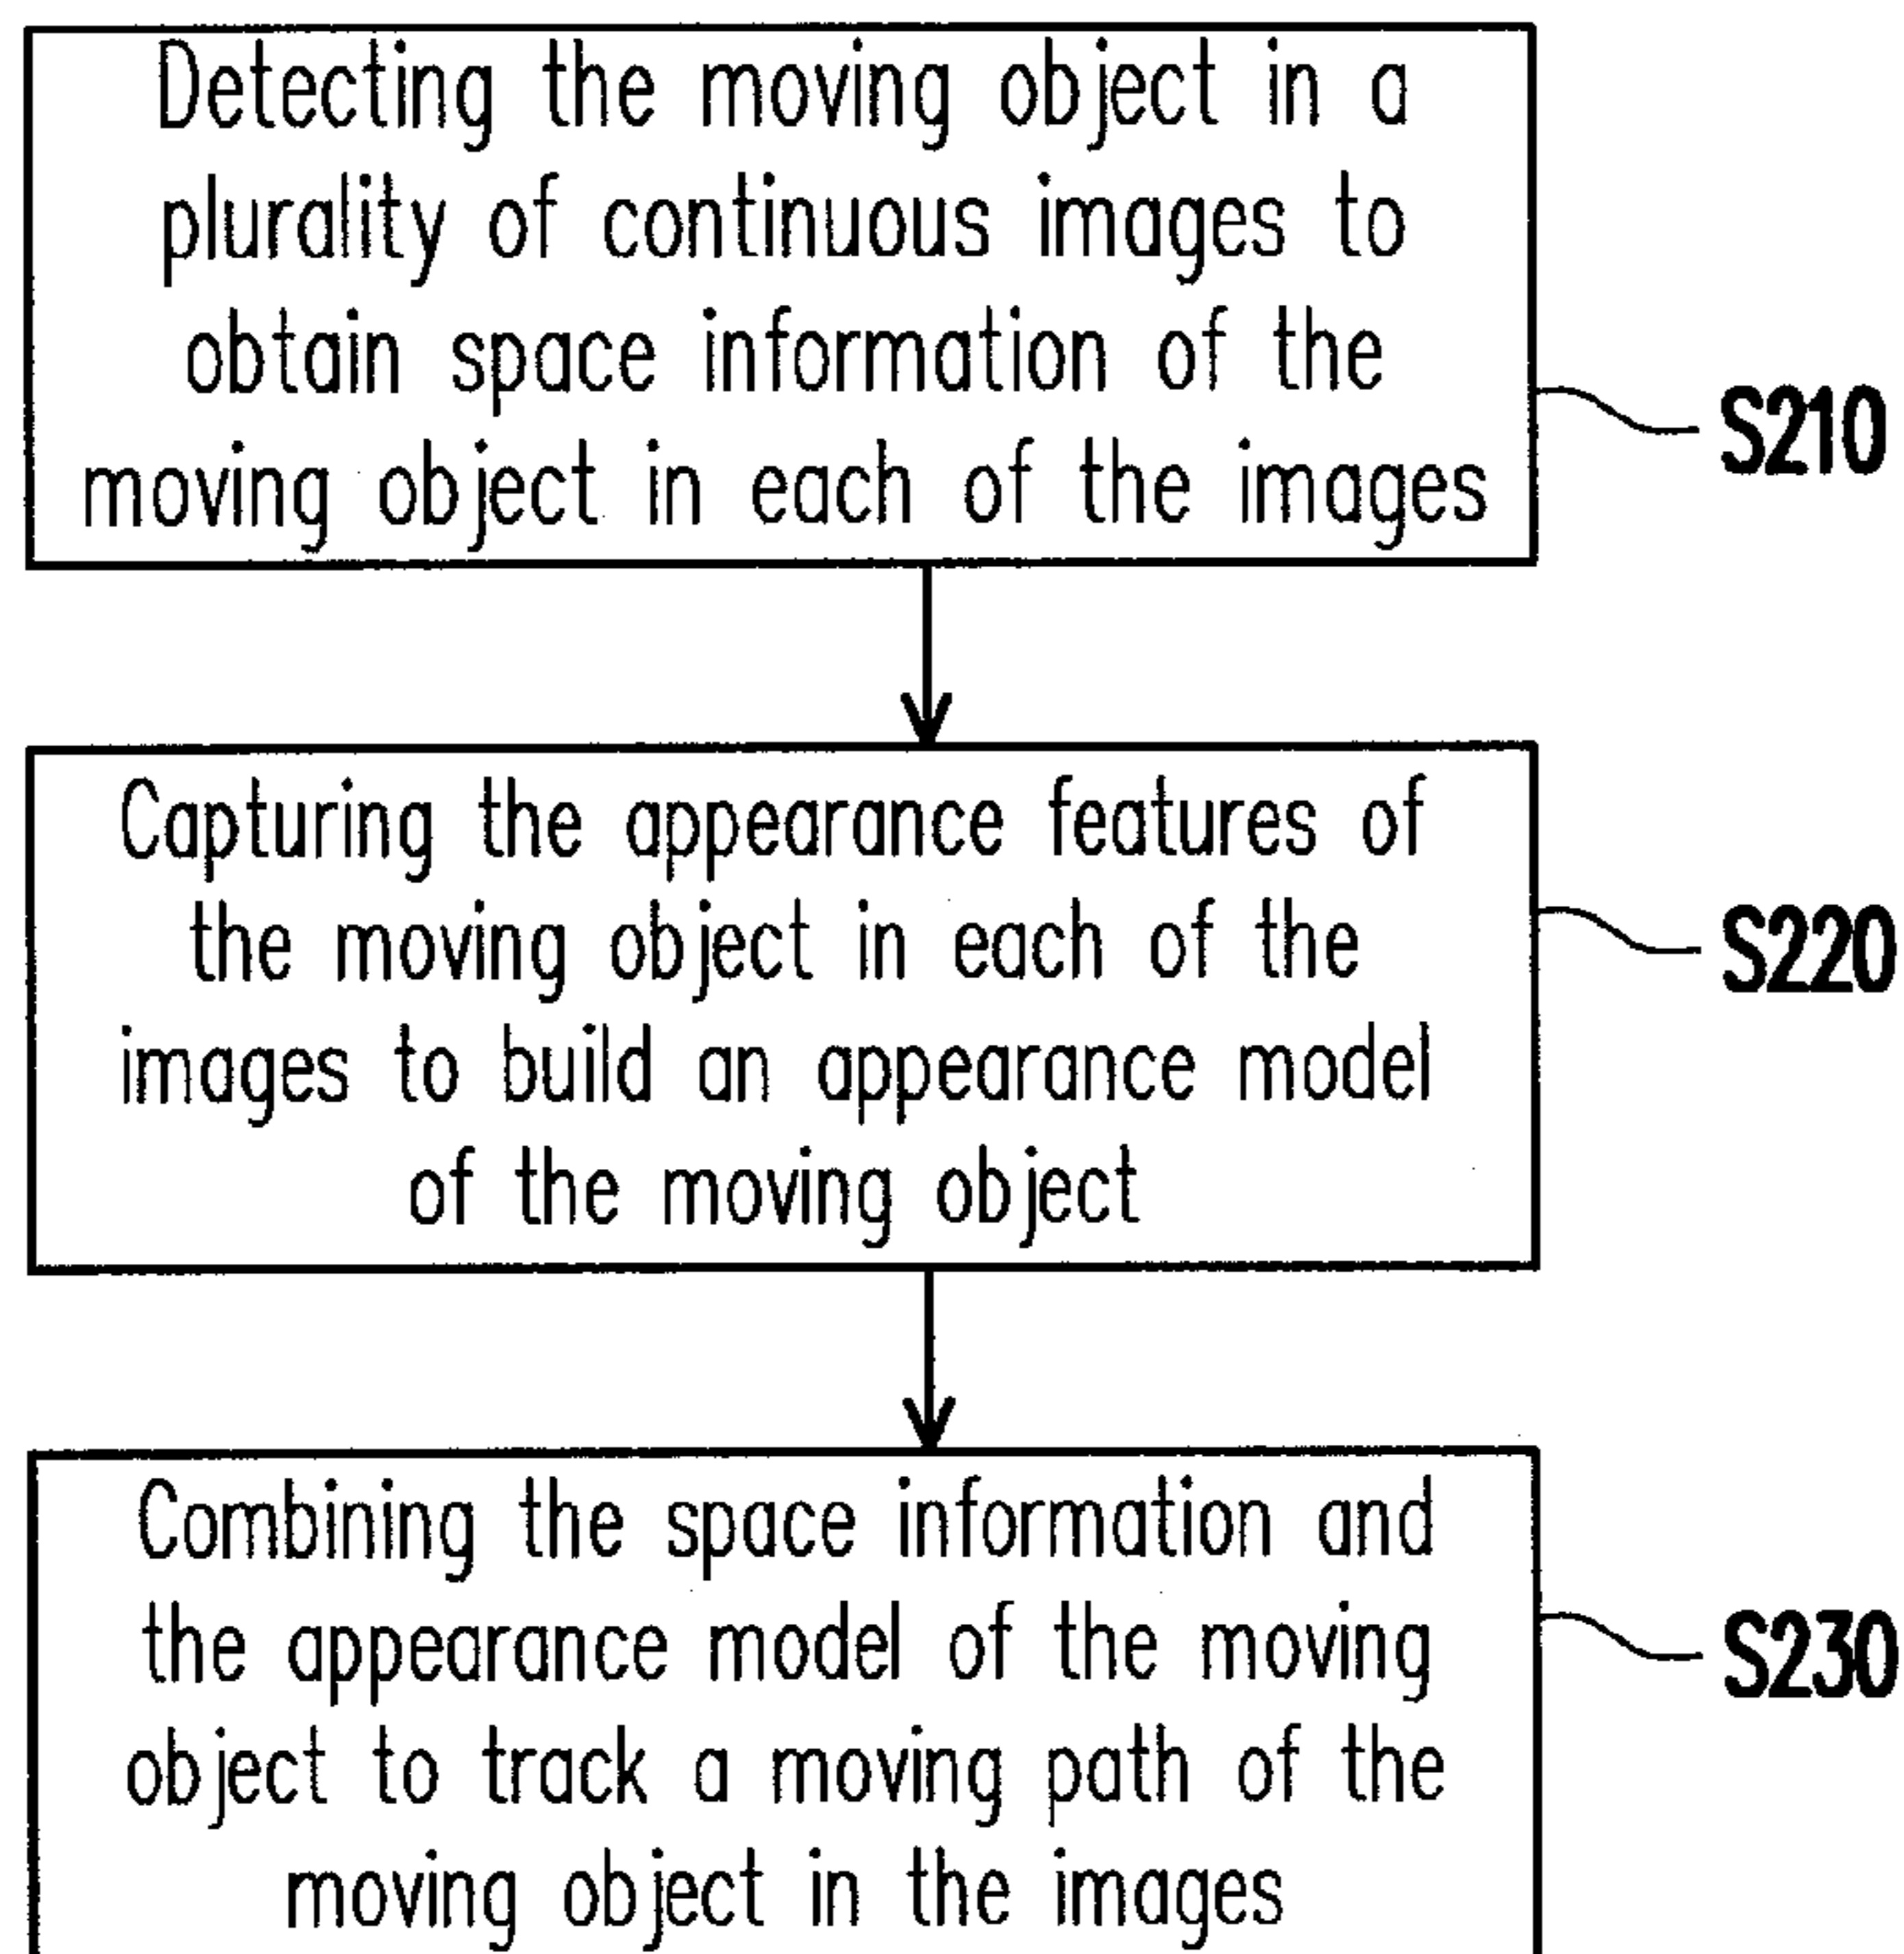 Detecting the moving object in a
plurality of continuous images to
obtain space information of the
moving object in each of the images
S210
Capturing the appearance features of
the moving object in each of the
images to build an appearance model
of the moving object
S220
Combining the space information and
the appearance model of the moving
object to track a moving path of the
moving object in the images
S230